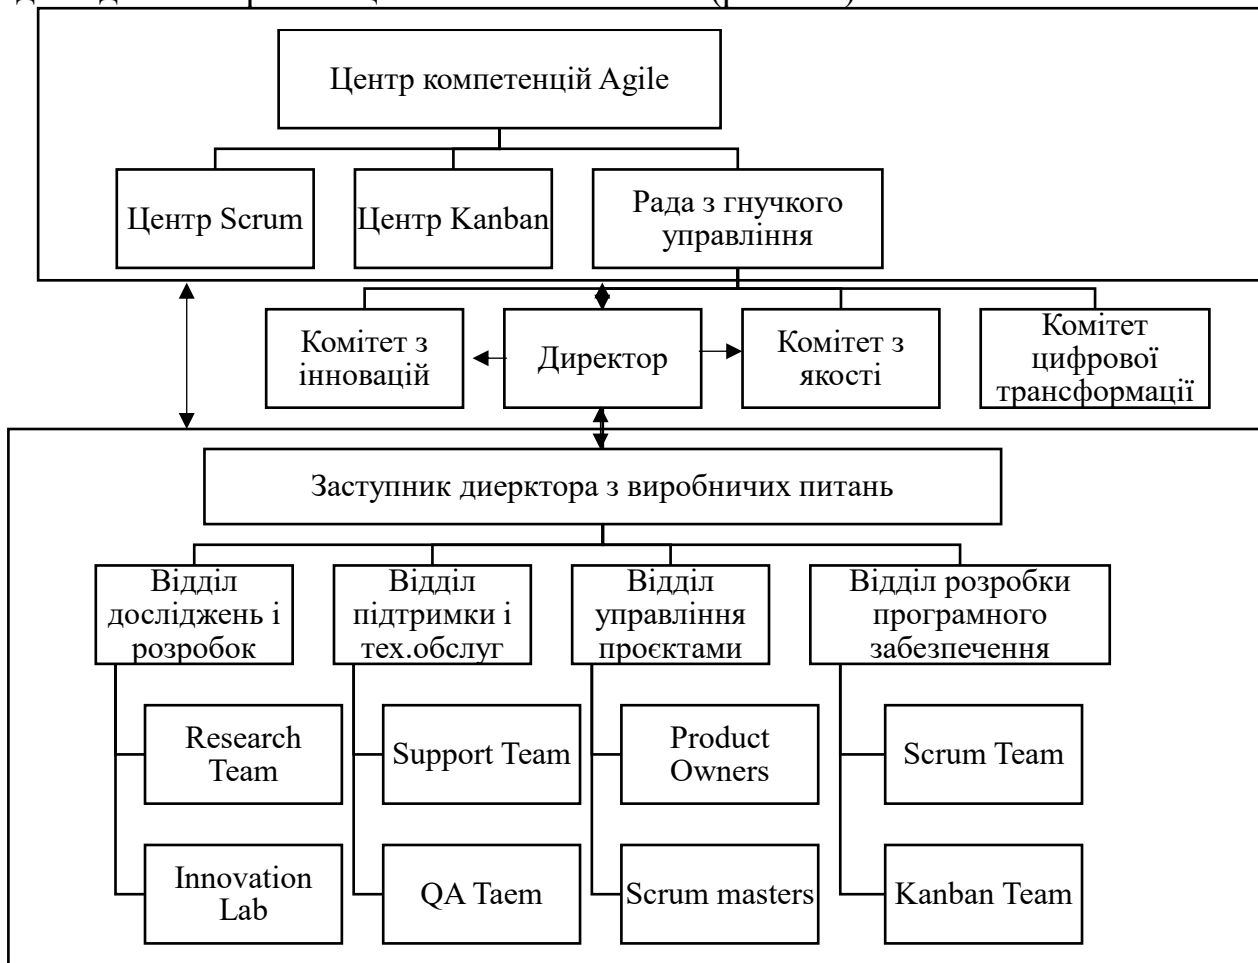 Центр компетенцій Agile
Центр Scrum
Центр Kanban
Рада з гнучкого
управління
Комітет з
інновацій
Директор
Комітет з
якості
Комітет
цифрової
трансформації
Заступник диерктора з виробничих питань
Відділ
досліджень і
розробок
Відділ
підтримки і
тех.обслуг
Відділ
управління
проєктами
Відділ розробки
програмного
забезпечення
Research
Team
Support Team
Product
Owners
Scrum Team
Innovation
Lab
QA Taem
Scrum masters
Kanban Team